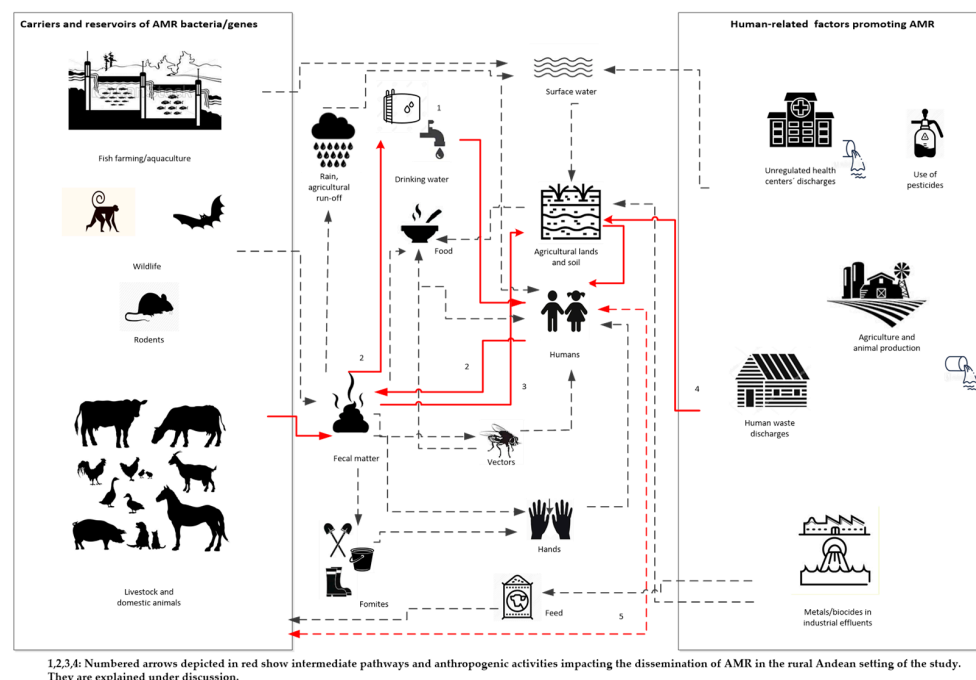 Carriers and reservoirs of AMR bacteria/genes
Fish farming/aquaculture
Wildlife
Rodents
Livestock and
domestic animals
1
Rain,
agricultural
run-off
Drinking water
Surface water
Food
Agricultural lands
and soil
Humans
2
2
3
4
Fecal matter
Vectors
Hands
Fomites
Feed
5
Human-related factors promoting AMR
Unregulated health
centers´ discharges
Use of
pesticides
Agriculture and
animal production
Human waste
discharges
Metals/biocides in
industrial effluents
1,2,3,4: Numbered arrows depicted in red show intermediate pathways and anthropogenic activities impacting the dissemination of AMR in the rural Andean setting of the study.
They are explained under discussion.